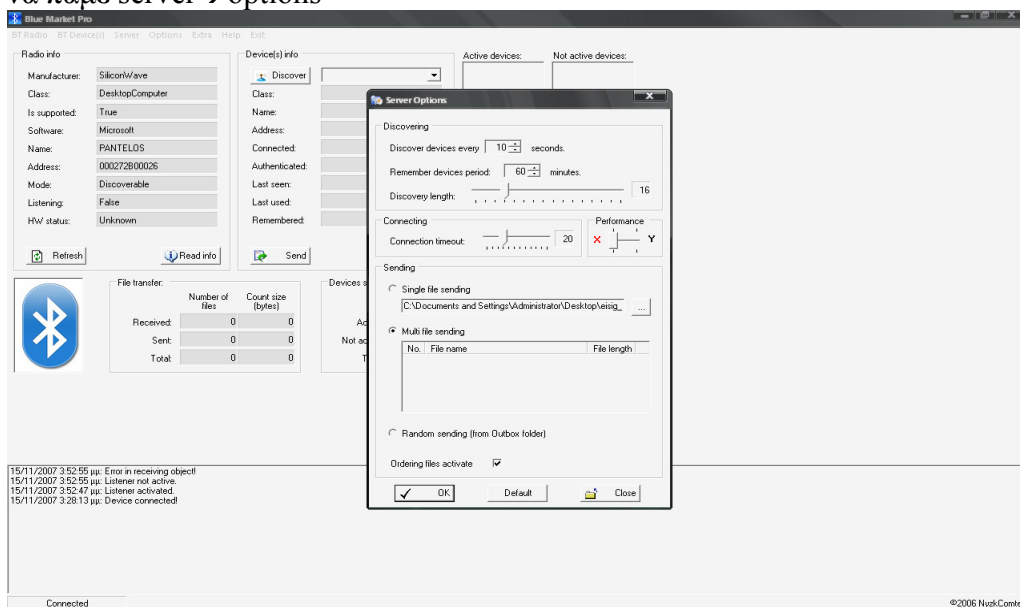 να πάμε server → options
Blue Market Pro
BT Radio BT Device(s) Server Options Extra Help Exit
Radio info
Manufacturer: SiliconWave
Class: DesktopComputer
Is supported: True
Software: Microsoft
Name: PANTELOS
Address: 000272B00026
Mode: Discoverable
Listening: False
HW status: Unknown
Refresh Read info
Device(s) info
Discover
Class:
Name:
Address:
Connected:
Authenticated:
Last seen:
Last used:
Remembered:
Send
Active devices: Not active devices:
File transfer:
Number of files Count size (bytes)
Received: 0 0
Sent: 0 0
Total: 0 0
Devices s
Ac
Not ac
T
Server Options
Discovering
Discover devices every 10 seconds.
Remember devices period: 60 minutes.
Discovery length: 16
Connecting
Connection timeout: 20
Performance
X Y
Sending
Single file sending
C:\Documents and Settings\Administrator\Desktop\eisig_ ...
Multi file sending
No. File name File length
Random sending (from Outbox folder)
Ordering files activate
OK Default Close
15/11/2007 3:52:55 μμ: Error in receiving object!
15/11/2007 3:52:55 μμ: Listener not active.
15/11/2007 3:52:47 μμ: Listener activated.
15/11/2007 3:28:13 μμ: Device connected!
Connected ©2006 NyzkComte